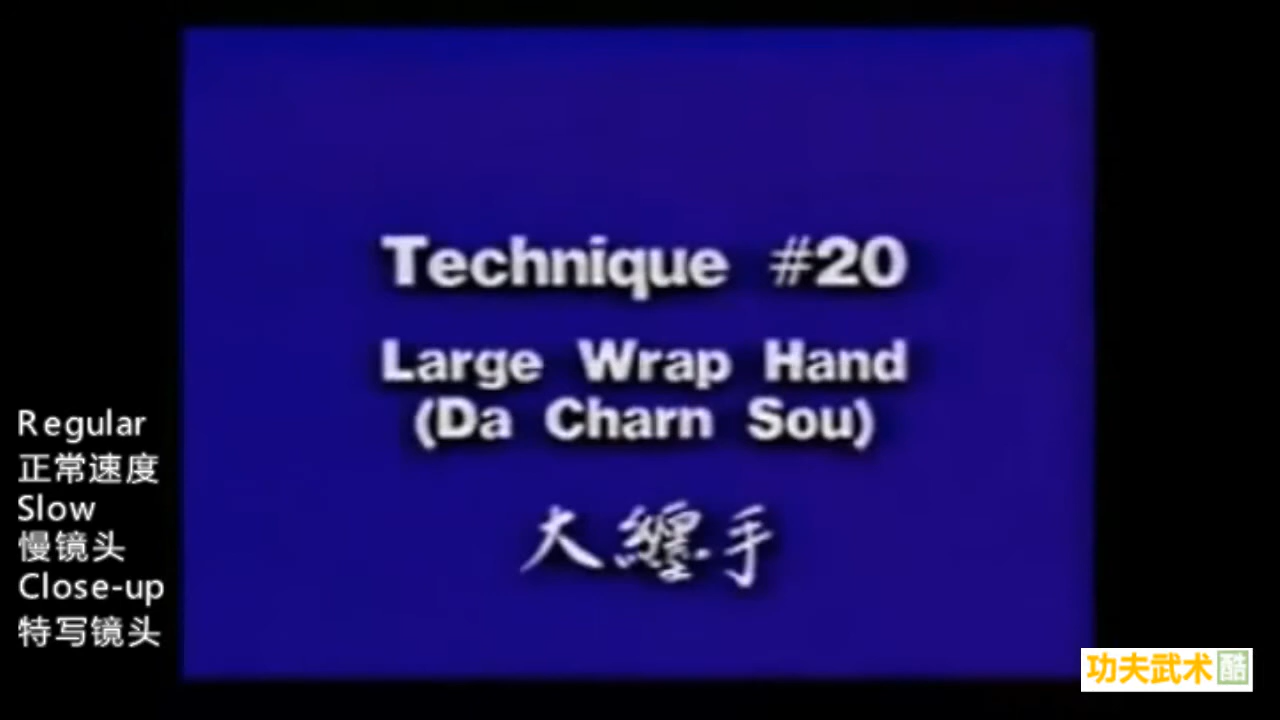 Technique #20
Large Wrap Hand
(Da Charn Sou)
大纏手
Regular
正常速度
Slow
慢镜头
Close-up
特写镜头
功夫武术酷